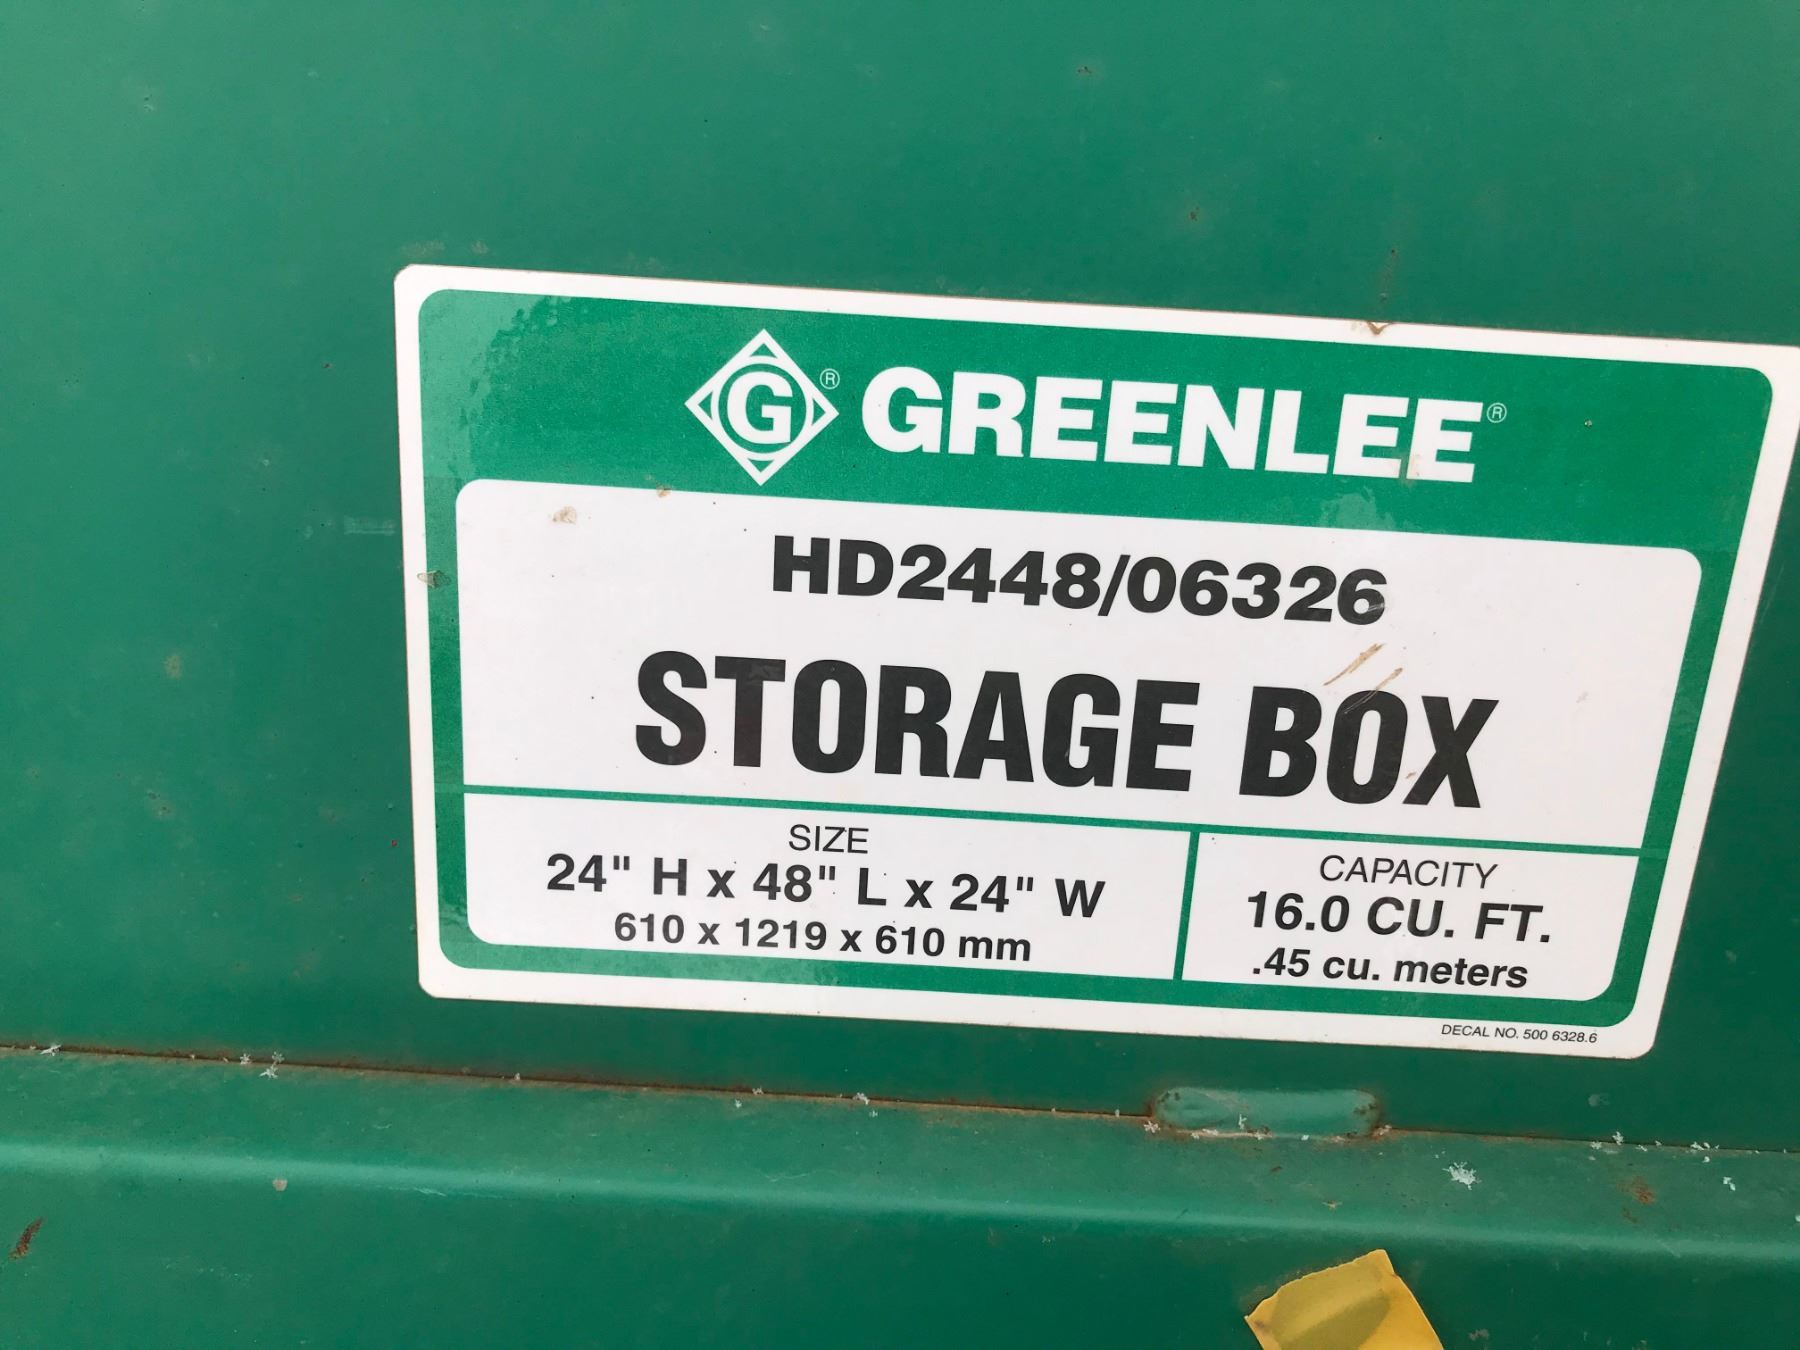 G® GREENLEE®
HD2448/06326
STORAGE BOX
SIZE
24" H x 48" L x 24" W
610 x 1219 x 610 mm
CAPACITY
16.0 CU. FT.
.45 cu. meters
DECAL NO. 500 6328.6